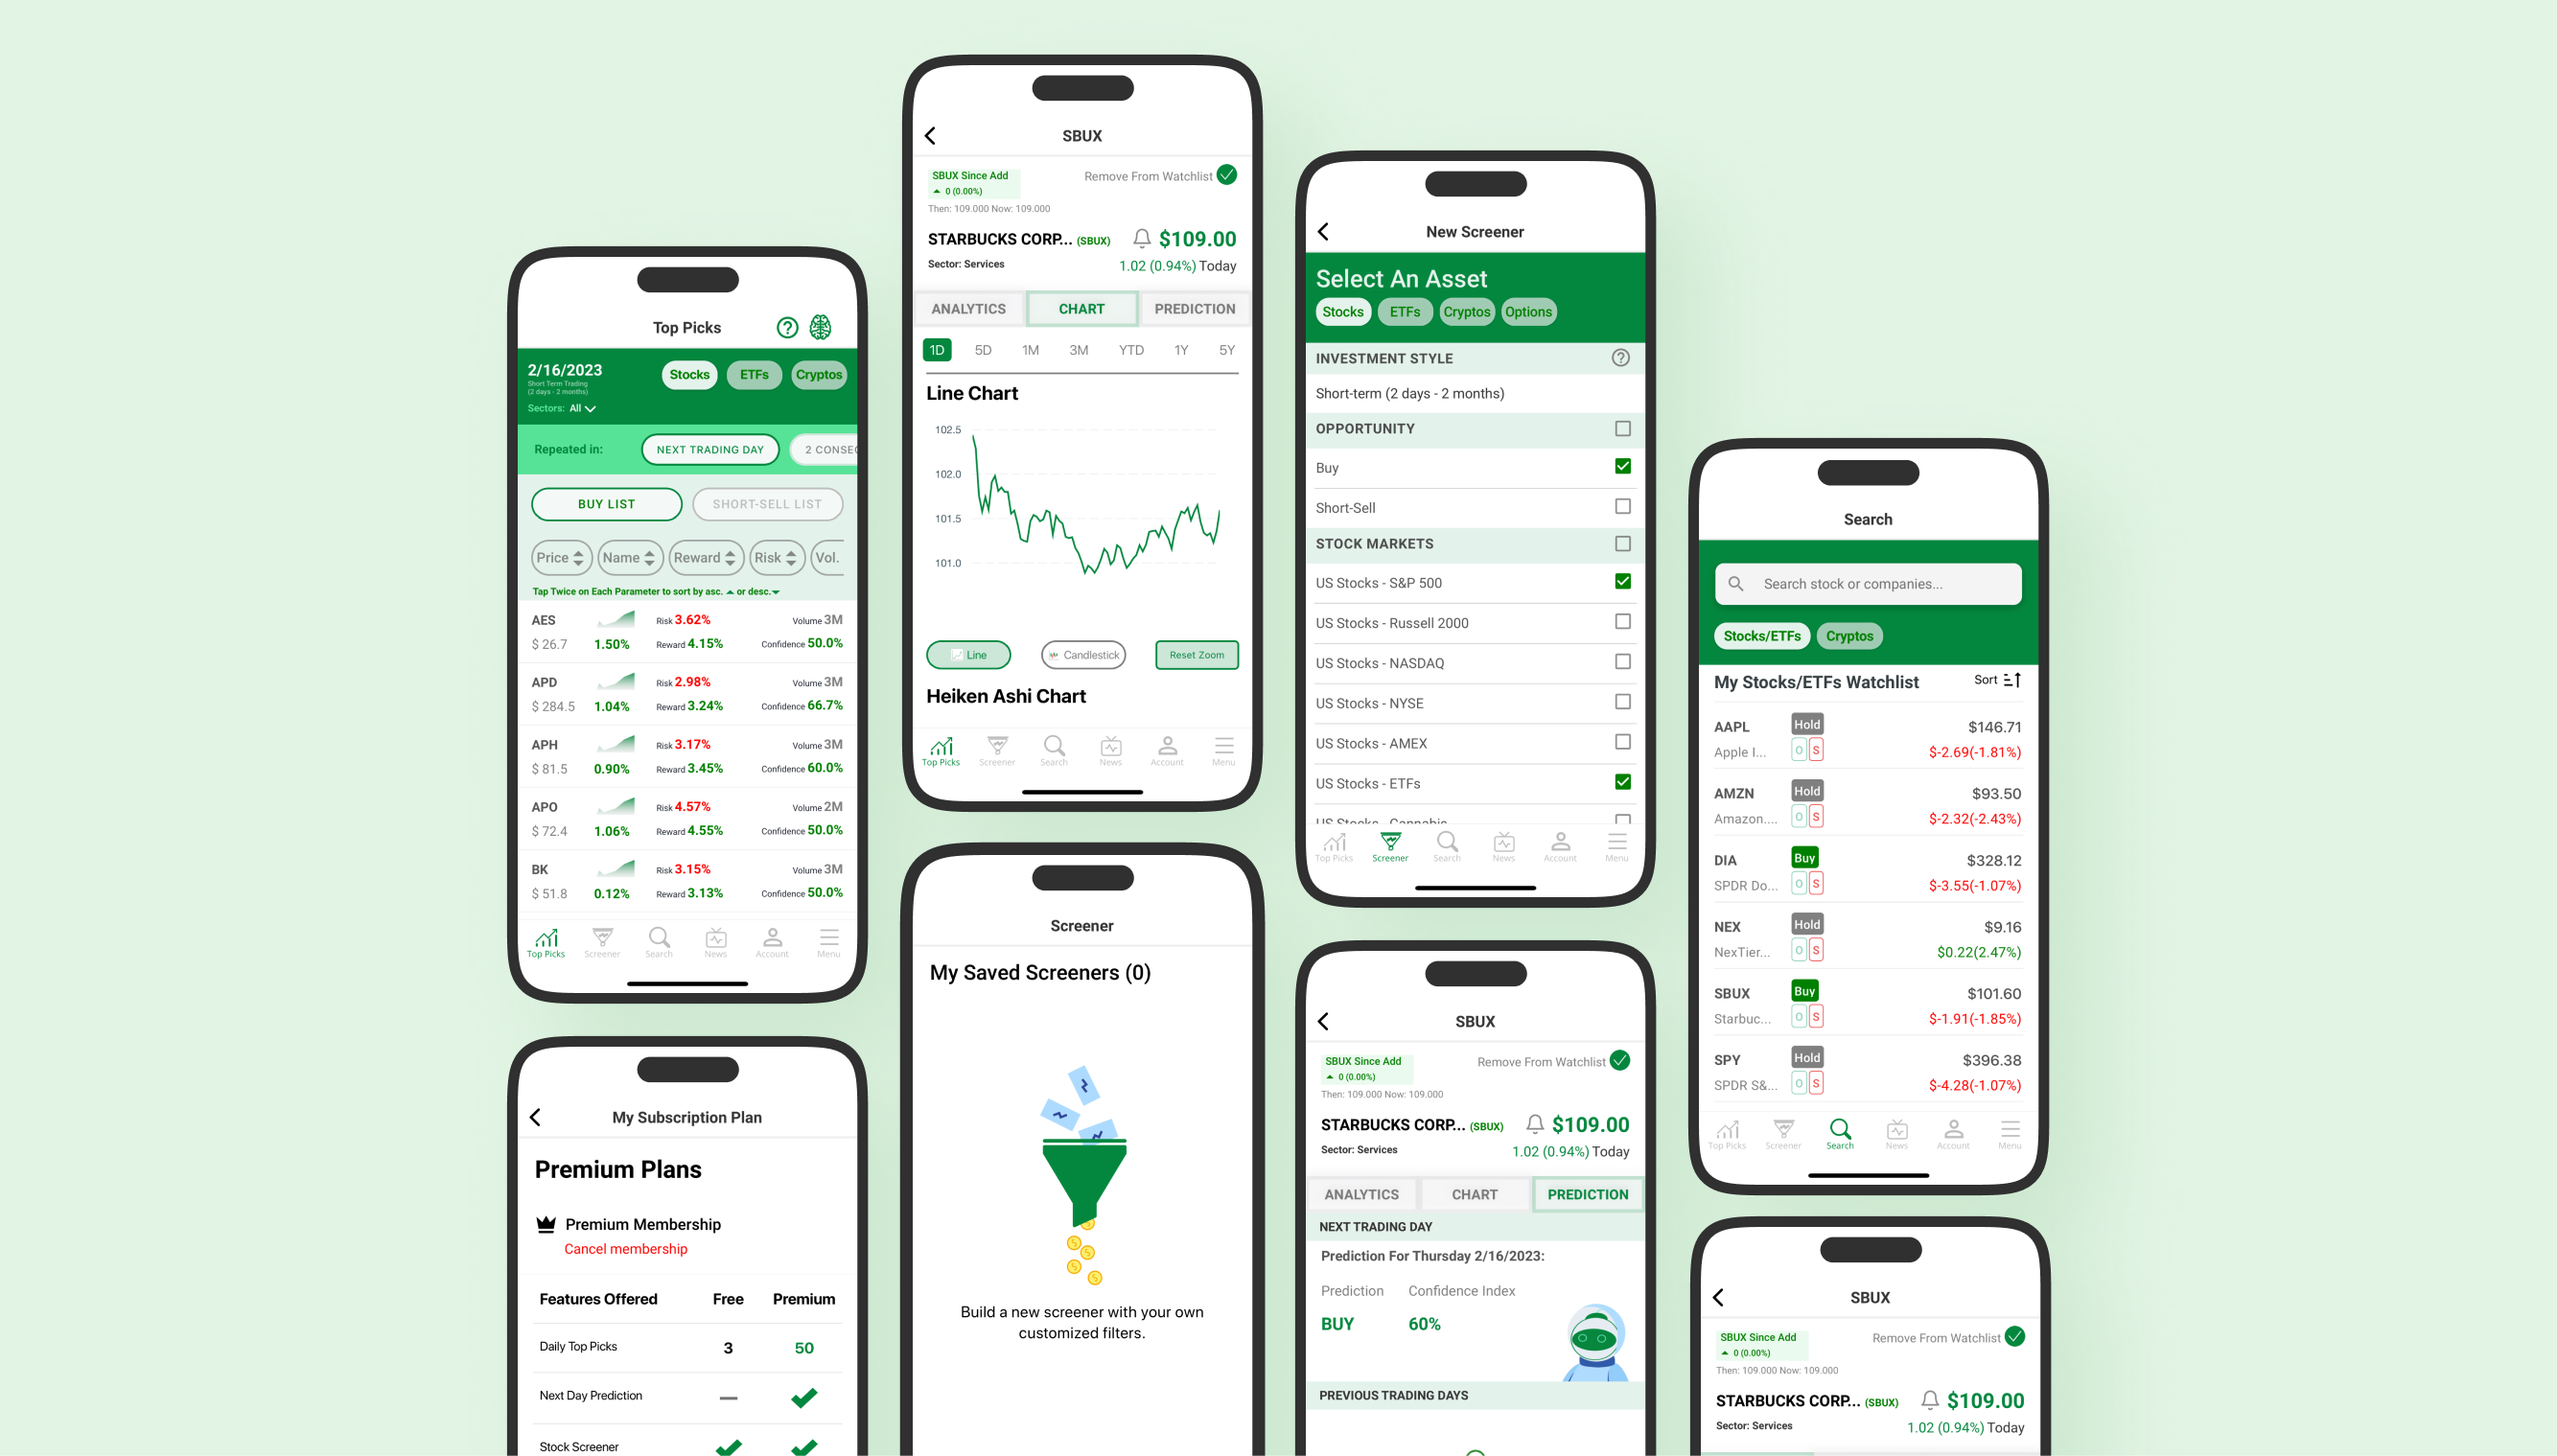 Top Picks
2/16/2023
Short Term Trading
(2 days - 2 months)
Sectors: All
Stocks ETFs Cryptos
Repeated in: NEXT TRADING DAY 2 CONSEC
BUY LIST SHORT-SELL LIST
Price Name Reward Risk Vol.
Tap Twice on Each Parameter to sort by asc. or desc.
AES Risk 3.62% Volume 3M
$ 26.7 1.50% Reward 4.15% Confidence 50.0%
APD Risk 2.98% Volume 3M
$ 284.5 1.04% Reward 3.24% Confidence 66.7%
APH Risk 3.17% Volume 3M
$ 81.5 0.90% Reward 3.45% Confidence 60.0%
APO Risk 4.57% Volume 2M
$ 72.4 1.06% Reward 4.55% Confidence 50.0%
BK Risk 3.15% Volume 3M
$ 51.8 0.12% Reward 3.13% Confidence 50.0%
Top Picks Screener Search News Account Menu
My Subscription Plan
Premium Plans
Premium Membership
Cancel membership
Features Offered Free Premium
Daily Top Picks 3 50
Next Day Prediction
Stock Screener
SBUX
SBUX Since Add
0 (0.00%)
Remove From Watchlist
Then: 109.000 Now: 109.000
STARBUCKS CORP... (SBUX) $109.00
Sector: Services 1.02 (0.94%) Today
ANALYTICS CHART PREDICTION
1D 5D 1M 3M YTD 1Y 5Y
Line Chart
102.5
102.0
101.5
101.0
Line Candlestick Reset Zoom
Heiken Ashi Chart
Top Picks Screener Search News Account Menu
Screener
My Saved Screeners (0)
Build a new screener with your own
customized filters.
New Screener
Select An Asset
Stocks ETFs Cryptos Options
INVESTMENT STYLE
Short-term (2 days - 2 months)
OPPORTUNITY
Buy
Short-Sell
STOCK MARKETS
US Stocks - S&P 500
US Stocks - Russell 2000
US Stocks - NASDAQ
US Stocks - NYSE
US Stocks - AMEX
US Stocks - ETFs
US Stocks - Cannabis
Top Picks Screener Search News Account Menu
SBUX
SBUX Since Add
0 (0.00%)
Remove From Watchlist
Then: 109.000 Now: 109.000
STARBUCKS CORP... (SBUX) $109.00
Sector: Services 1.02 (0.94%) Today
ANALYTICS CHART PREDICTION
NEXT TRADING DAY
Prediction For Thursday 2/16/2023:
Prediction Confidence Index
BUY 60%
PREVIOUS TRADING DAYS
Search
Search stock or companies...
Stocks/ETFs Cryptos
My Stocks/ETFs Watchlist Sort
AAPL Hold $146.71
Apple I... O S $-2.69(-1.81%)
AMZN Hold $93.50
Amazon.... O S $-2.32(-2.43%)
DIA Buy $328.12
SPDR Do... O S $-3.55(-1.07%)
NEX Hold $9.16
NexTier... O S $0.22(2.47%)
SBUX Buy $101.60
Starbuc... O S $-1.91(-1.85%)
SPY Hold $396.38
SPDR S&... O S $-4.28(-1.07%)
Top Picks Screener Search News Account Menu
SBUX
SBUX Since Add
0 (0.00%)
Remove From Watchlist
Then: 109.000 Now: 109.000
STARBUCKS CORP... (SBUX) $109.00
Sector: Services 1.02 (0.94%) Today